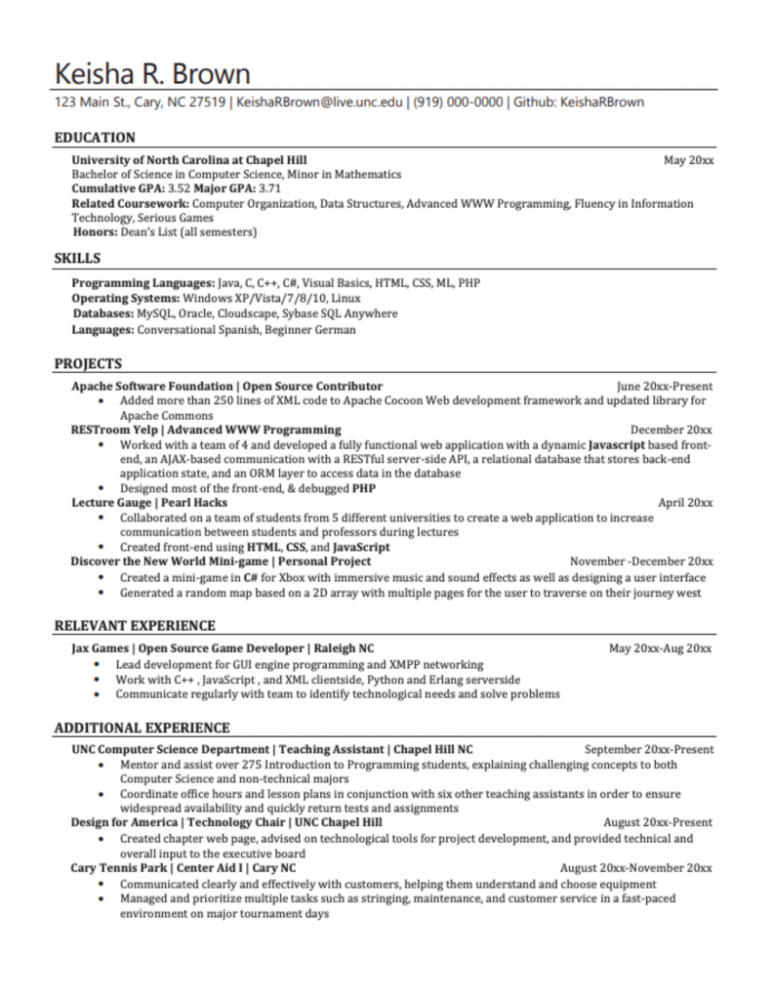 Keisha R. Brown
123 Main St., Cary, NC 27519 | KeishaRBrown@live.unc.edu | (919) 000-0000 | Github: KeishaRBrown
EDUCATION
University of North Carolina at Chapel Hill May 20xx
Bachelor of Science in Computer Science, Minor in Mathematics
Cumulative GPA: 3.52 Major GPA: 3.71
Related Coursework: Computer Organization, Data Structures, Advanced WWW Programming, Fluency in Information
Technology, Serious Games
Honors: Dean's List (all semesters)
SKILLS
Programming Languages: Java, C, C++, C#, Visual Basics, HTML, CSS, ML, PHP
Operating Systems: Windows XP/Vista/7/8/10, Linux
Databases: MySQL, Oracle, Cloudscape, Sybase SQL Anywhere
Languages: Conversational Spanish, Beginner German
PROJECTS
Apache Software Foundation | Open Source Contributor June 20xx-Present
• Added more than 250 lines of XML code to Apache Cocoon Web development framework and updated library for
Apache Commons
RESTroom Yelp | Advanced WWW Programming December 20xx
• Worked with a team of 4 and developed a fully functional web application with a dynamic Javascript based front-
end, an AJAX-based communication with a RESTful server-side API, a relational database that stores back-end
application state, and an ORM layer to access data in the database
• Designed most of the front-end, & debugged PHP
Lecture Gauge | Pearl Hacks April 20xx
• Collaborated on a team of students from 5 different universities to create a web application to increase
communication between students and professors during lectures
• Created front-end using HTML, CSS, and JavaScript
Discover the New World Mini-game | Personal Project November -December 20xx
• Created a mini-game in C# for Xbox with immersive music and sound effects as well as designing a user interface
• Generated a random map based on a 2D array with multiple pages for the user to traverse on their journey west
RELEVANT EXPERIENCE
Jax Games | Open Source Game Developer | Raleigh NC May 20xx-Aug 20xx
• Lead development for GUI engine programming and XMPP networking
• Work with C++ , JavaScript , and XML clientside, Python and Erlang serverside
• Communicate regularly with team to identify technological needs and solve problems
ADDITIONAL EXPERIENCE
UNC Computer Science Department | Teaching Assistant | Chapel Hill NC September 20xx-Present
• Mentor and assist over 275 Introduction to Programming students, explaining challenging concepts to both
Computer Science and non-technical majors
• Coordinate office hours and lesson plans in conjunction with six other teaching assistants in order to ensure
widespread availability and quickly return tests and assignments
Design for America | Technology Chair | UNC Chapel Hill August 20xx-Present
• Created chapter web page, advised on technological tools for project development, and provided technical and
overall input to the executive board
Cary Tennis Park | Center Aid I | Cary NC August 20xx-November 20xx
• Communicated clearly and effectively with customers, helping them understand and choose equipment
• Managed and prioritize multiple tasks such as stringing, maintenance, and customer service in a fast-paced
environment on major tournament days